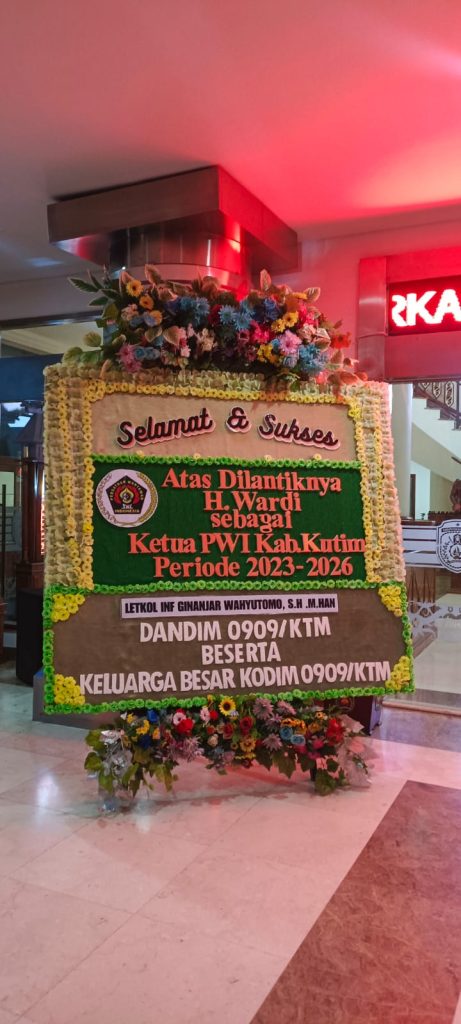 RKA
Selamat & Sukses
Atas Dilantiknya
H. Wardi
sebagai
Ketua PWI Kab.Kutim
Periode 2023-2026
LETKOL INF GINANJAR WAHYUTOMO, S.H ,M.HAN
DANDIM 0909/KTM
BESERTA
KELUARGA BESAR KODIM 0909/KTM